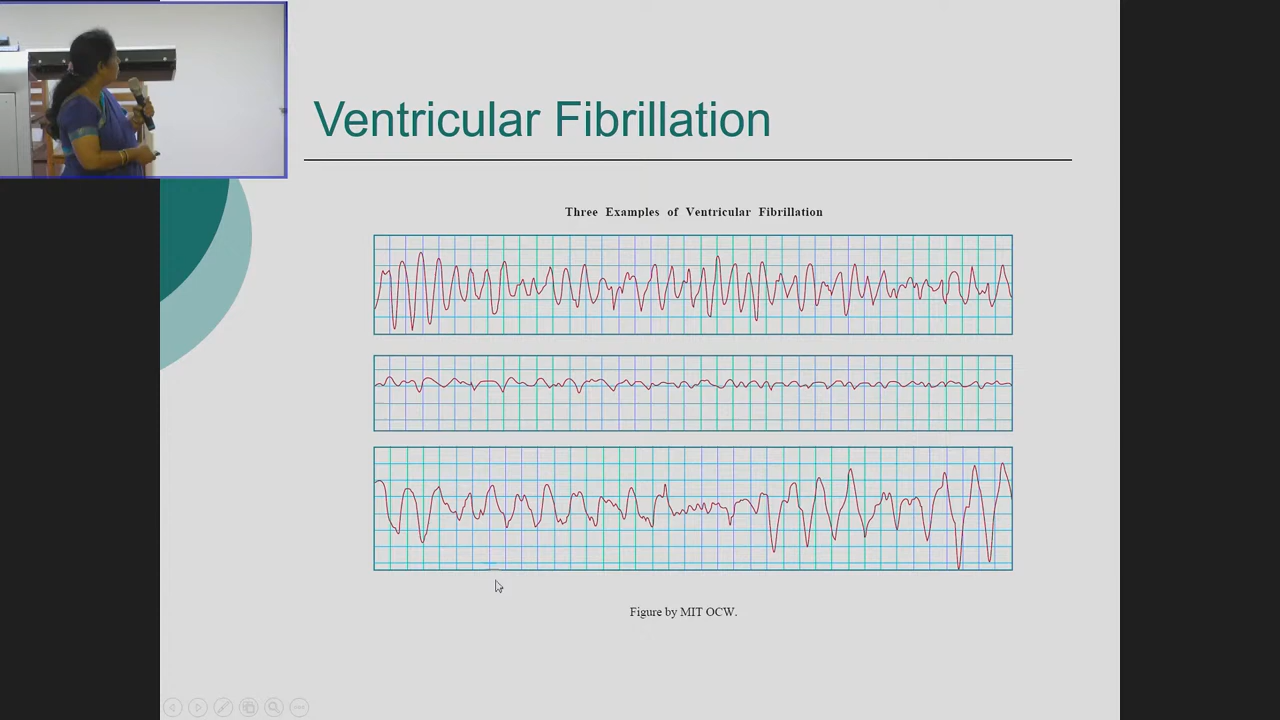 Ventricular Fibrillation
Three Examples of Ventricular Fibrillation
Figure by MIT OCW.